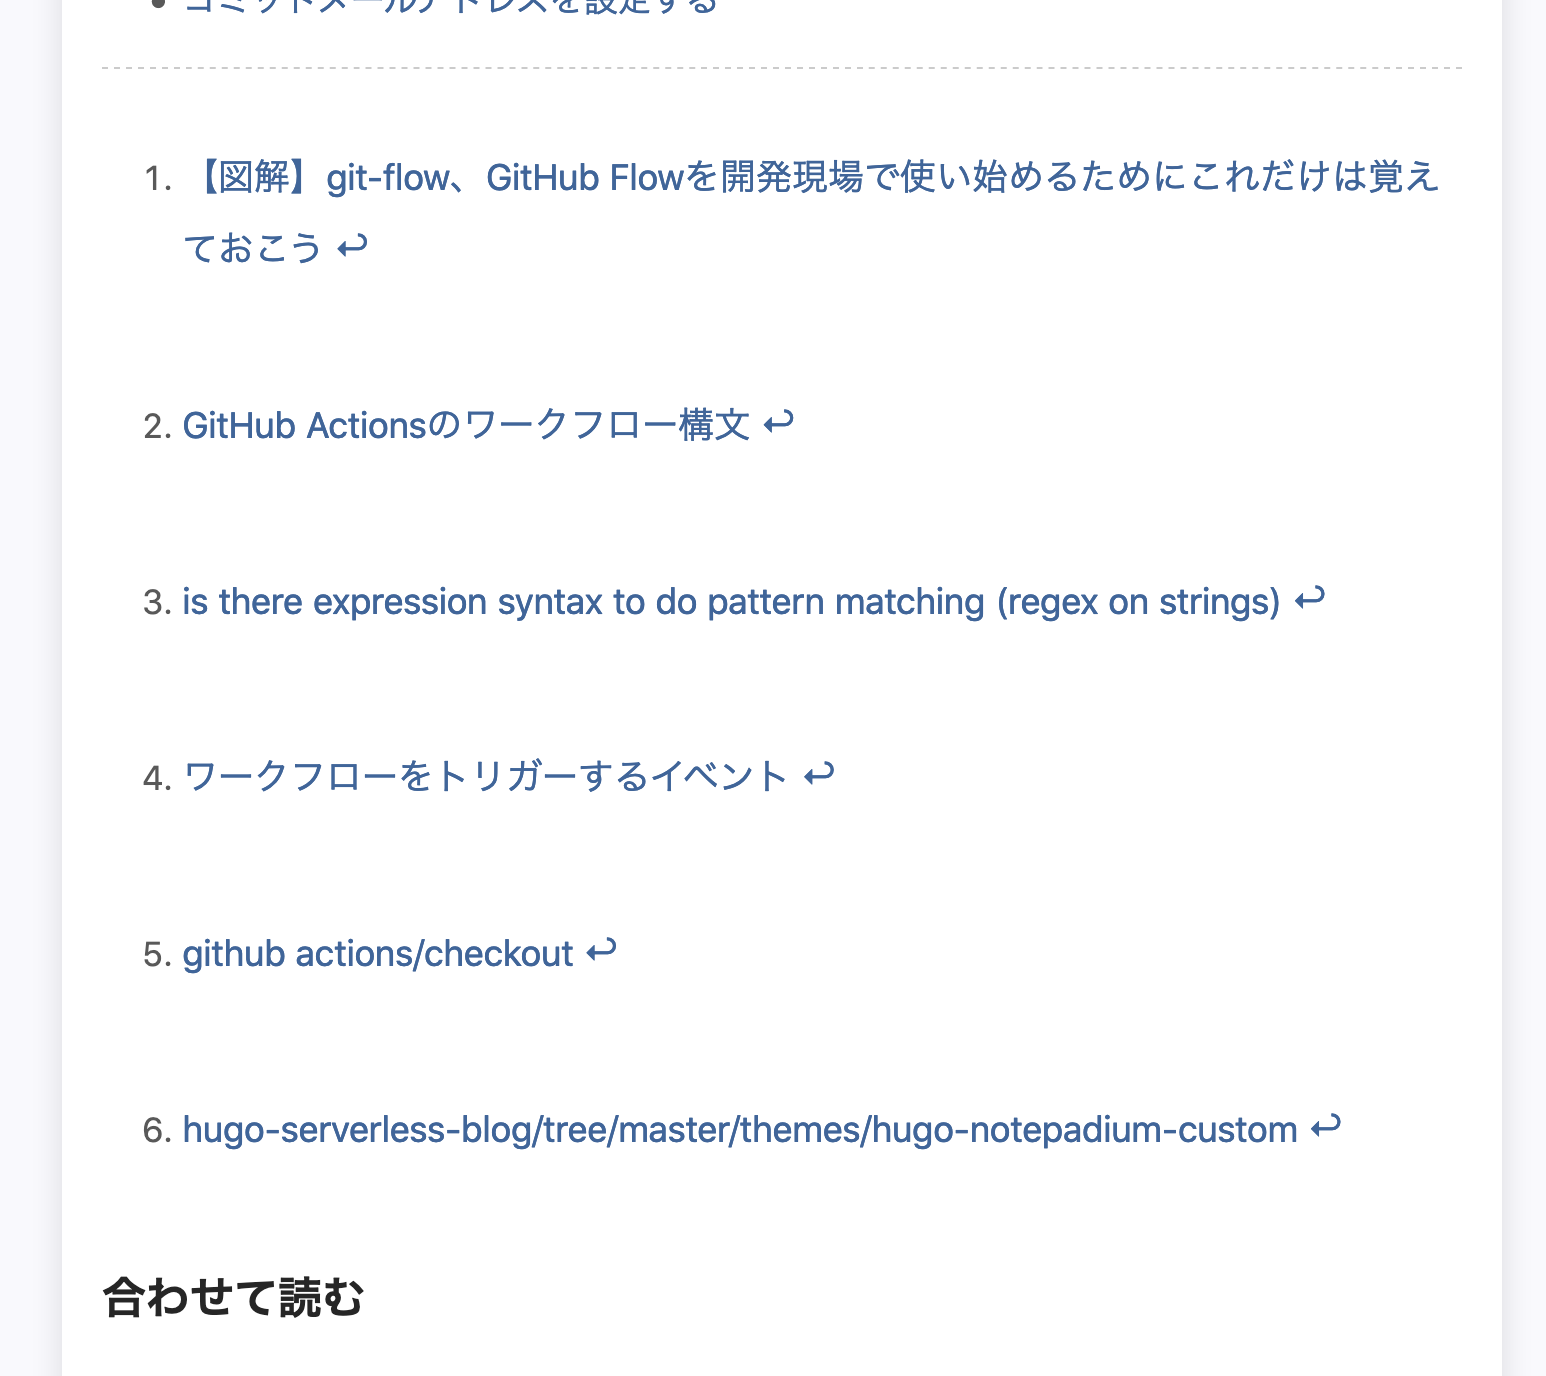 コミットメールアドレスを設定する
1. 【図解】git-flow、GitHub Flowを開発現場で使い始めるためにこれだけは覚え
ておこう ↩
2. GitHub Actionsのワークフロー構文 ↩
3. is there expression syntax to do pattern matching (regex on strings) ↩
4. ワークフローをトリガーするイベント ↩
5. github actions/checkout ↩
6. hugo-serverless-blog/tree/master/themes/hugo-notepadium-custom ↩
合わせて読む